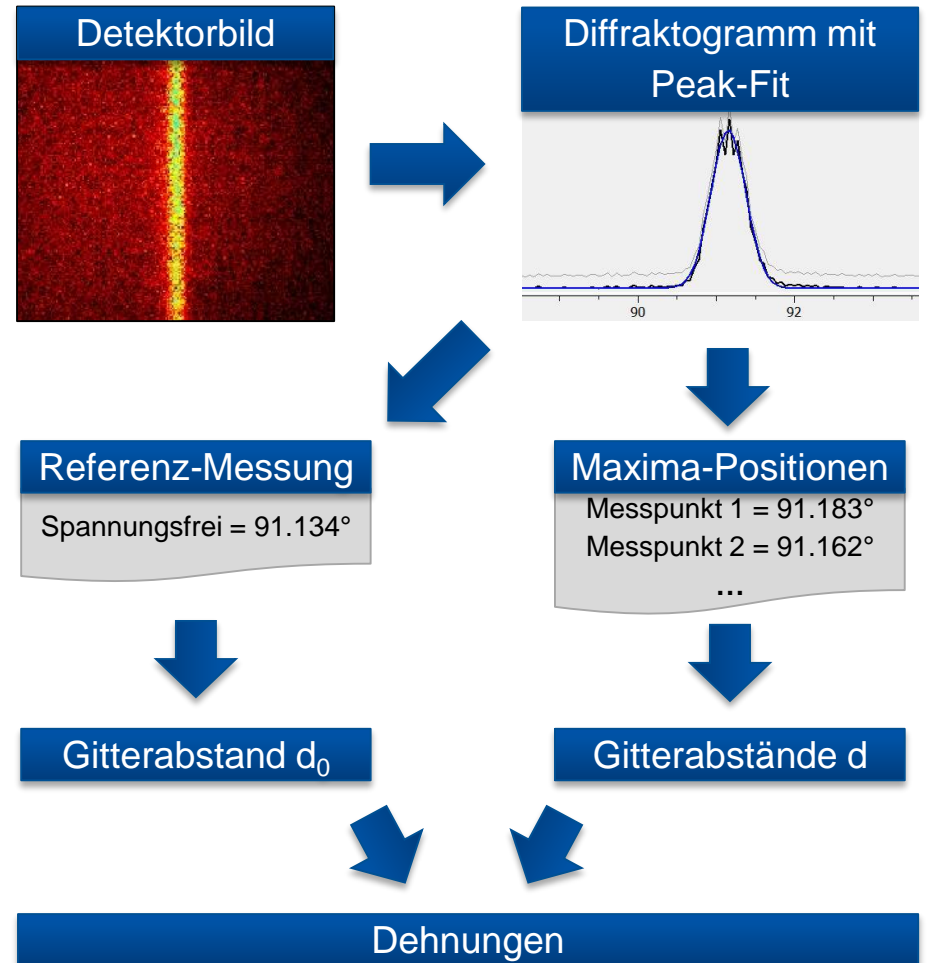 Detektorbild
Diffraktogramm mit
Peak-Fit
90 92
Referenz-Messung
Spannungsfrei = 91.134°
Maxima-Positionen
Messpunkt 1 = 91.183°
Messpunkt 2 = 91.162°
...
Gitterabstand d₀
Gitterabstände d
Dehnungen